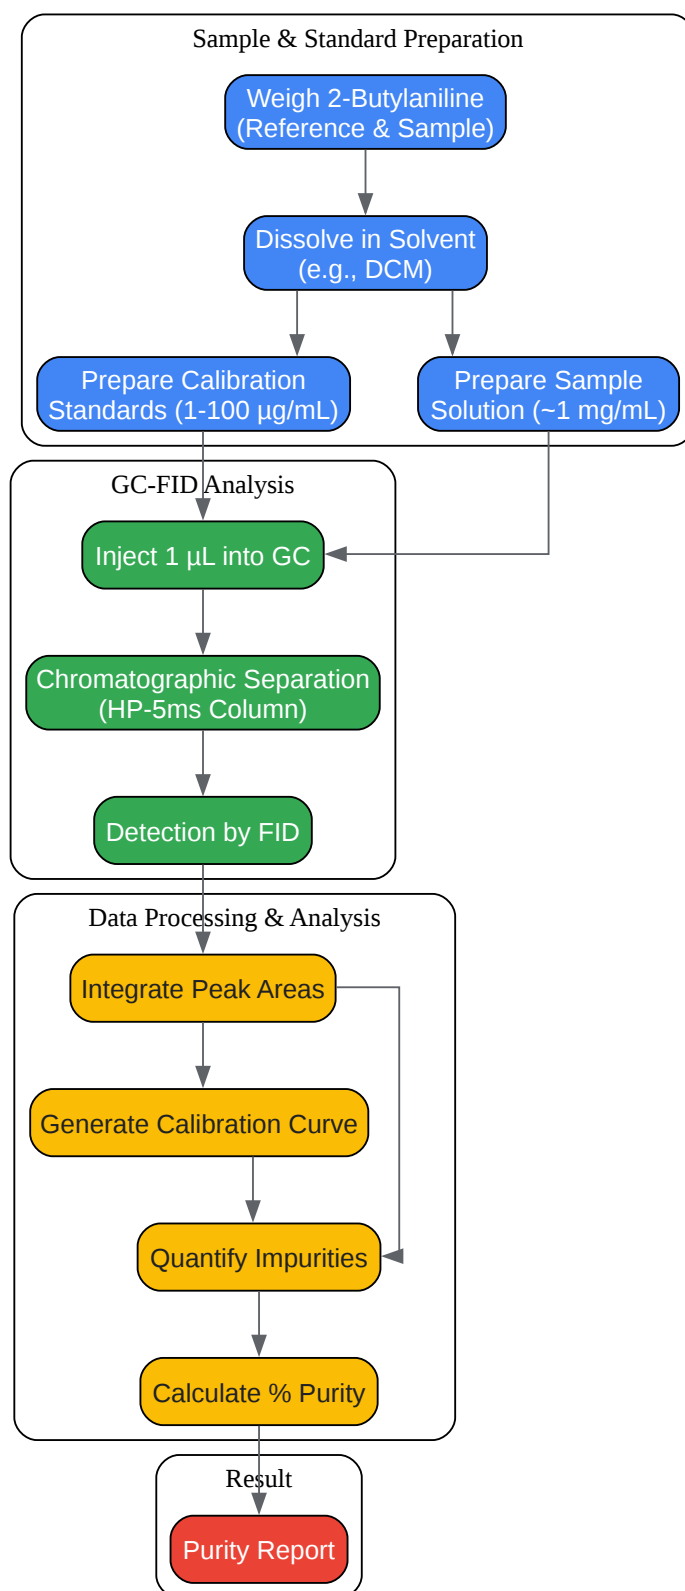 Sample & Standard Preparation
Weigh 2-Butylaniline
(Reference & Sample)
Dissolve in Solvent
(e.g., DCM)
Prepare Calibration
Standards (1-100 µg/mL)
Prepare Sample
Solution (~1 mg/mL)
GC-FID Analysis
Inject 1 µL into GC
Chromatographic Separation
(HP-5ms Column)
Detection by FID
Data Processing & Analysis
Integrate Peak Areas
Generate Calibration Curve
Quantify Impurities
Calculate % Purity
Result
Purity Report